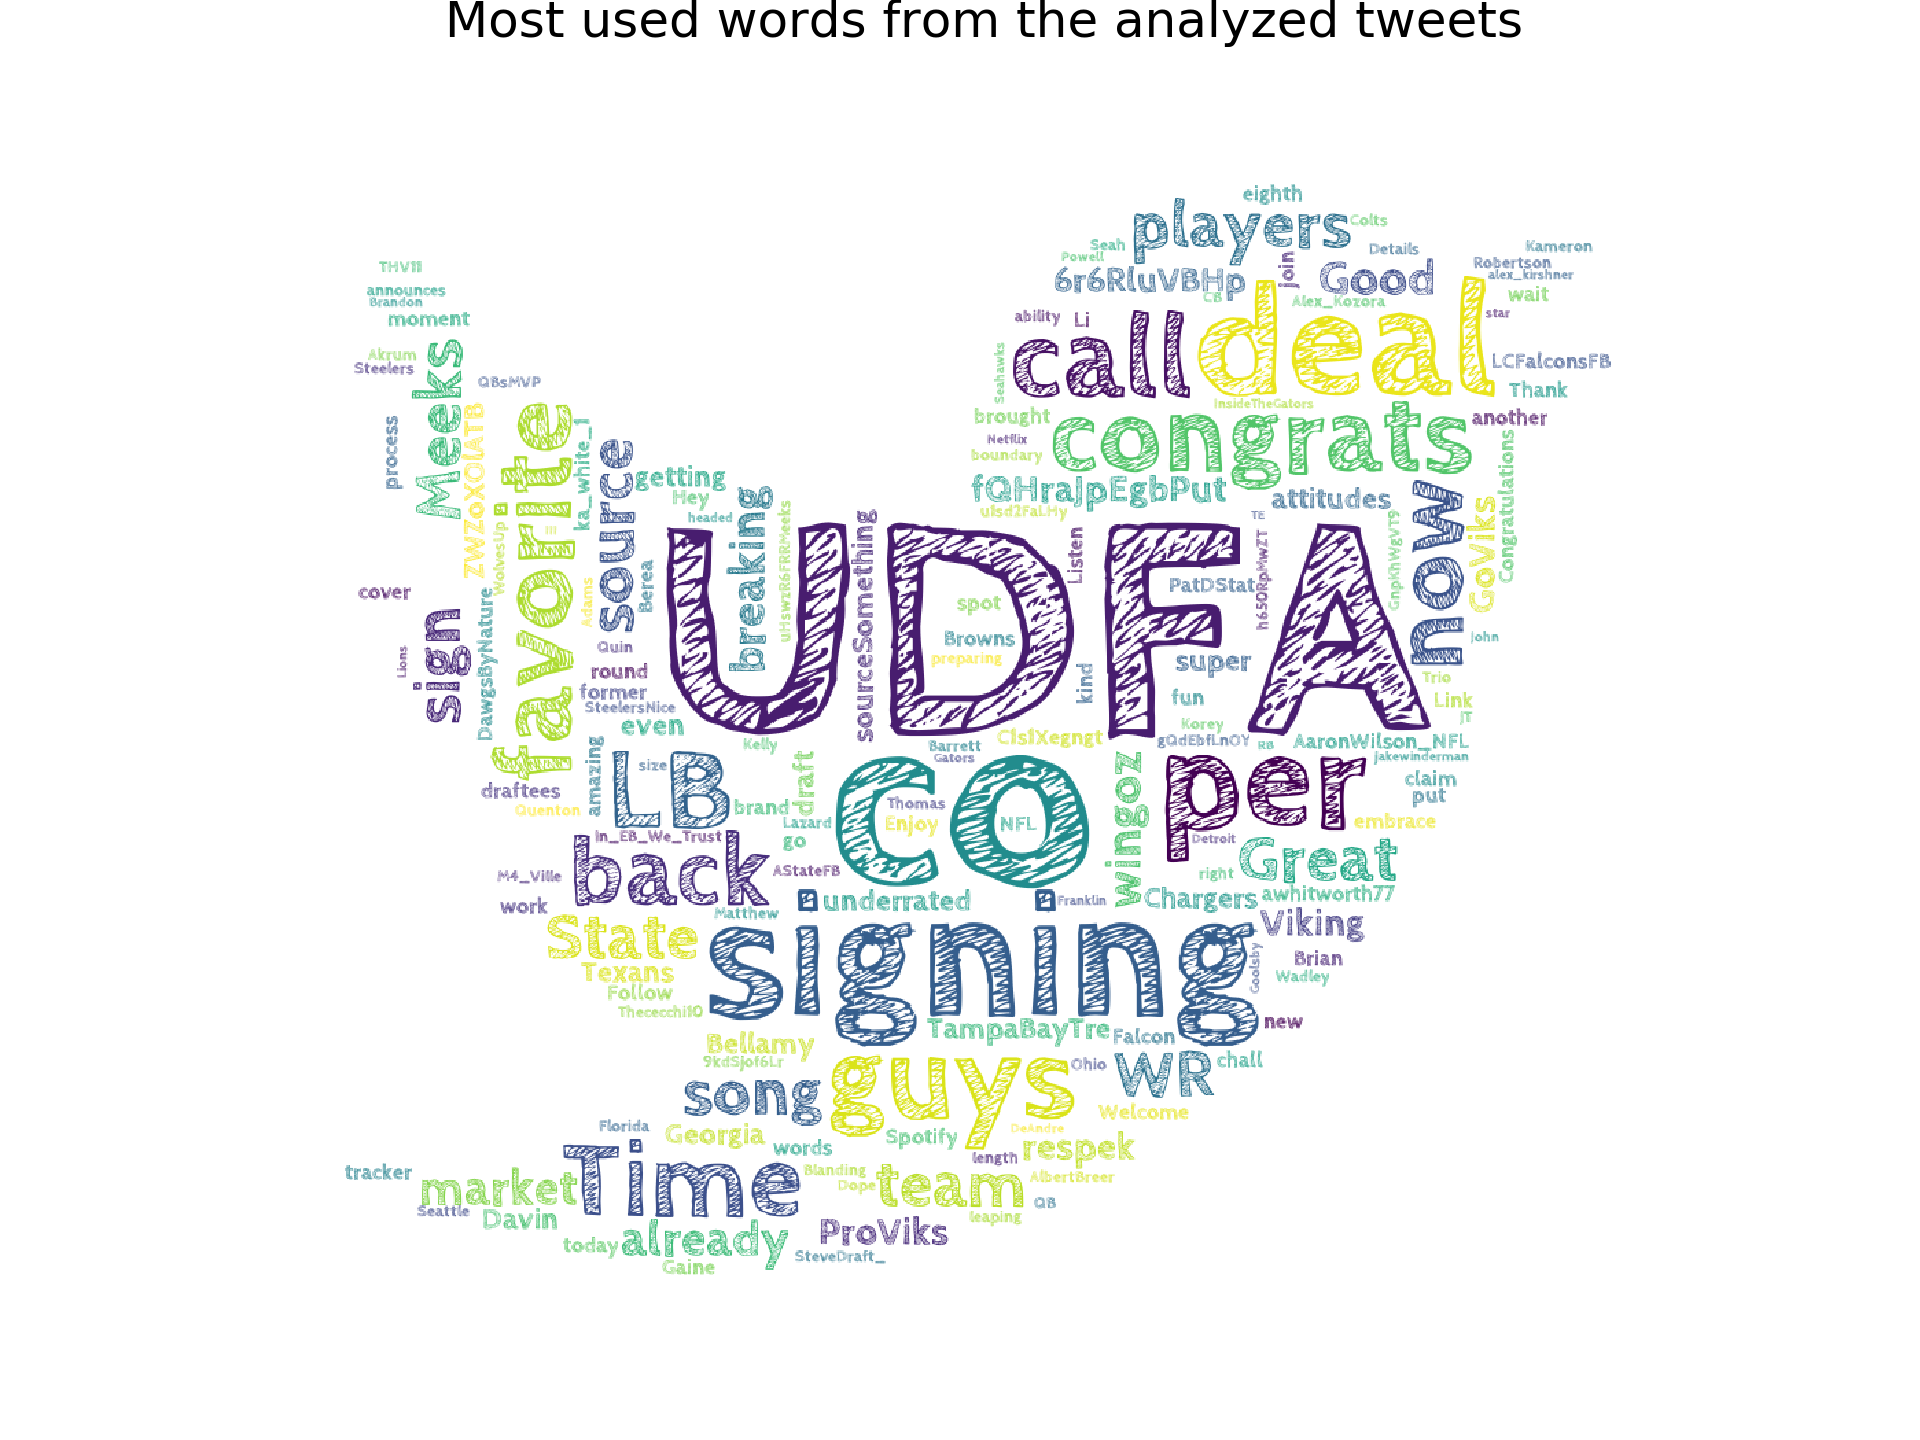 Most used words from the analyzed tweets
eighth
players
Colts
Seah
Powell
Details
Kameron
THV11
6r6RluVBHp
join
Good
Robertson
alex_kirshner
announces
Brandon
CB
Alex_Kozora
wait
moment
ability
Li
call
deal
star
Akrum
Steelers
Meeks
QBsMVP
Seahawks
LCFalconsFB
Thank
InsideTheGators
process
ZWZoxOlATB
favorite
ka_white_1
source
brought
Netflix
boundary
congrats
another
getting
Hey
headed
breaking
uHswzR6FRRMeeks
sourceSomething
fQHraJpEgbPut
uIsd2FaLHy
attitudes
now
GoViks
Congratulations
WolvesUp
III
UDFA
TE
Listen
h65ORpMwZT
GnpKhWgVT9
PatDState
cover
sign
Lions
DawgsByNature
Adams
Berea
Quin
spot
Browns
preparing
kind
super
john
round
former
SteelersNice
fun
Trio
Link
JT
even
Kelly
Barrett
Gators
CIsIXegngt
Korey
gQdEbfLnOY
RB
AaronWilson_NFL
jakewinderman
amazing
LB
size
draft
co
wingoz
per
claim
put
draftees
Quenton
brand
Lazard
Thomas
Enjoy
NFL
embrace
In_EB_We_Trust
go
Detroit
Great
M4_Ville
back
AStateFB
right
work
Matthew
underrated
Franklin
Chargers
awhitworth77
State
signing
Viking
Texans
Goolsby
Brian
Wadley
Follow
Thececchi10
TampaBayTre
Falcon
new
Bellamy
9kdSjof6Lr
guys
Ohio
WR
chall
song
Welcome
Florida
Georgia
words
Spotify
DeAndre
respek
length
tracker
market
Time
Blanding
Dope
team
AlbertBreer
QB
Seattle
Davin
leaping
today
already
ProViks
Gaine
SteveDraft_